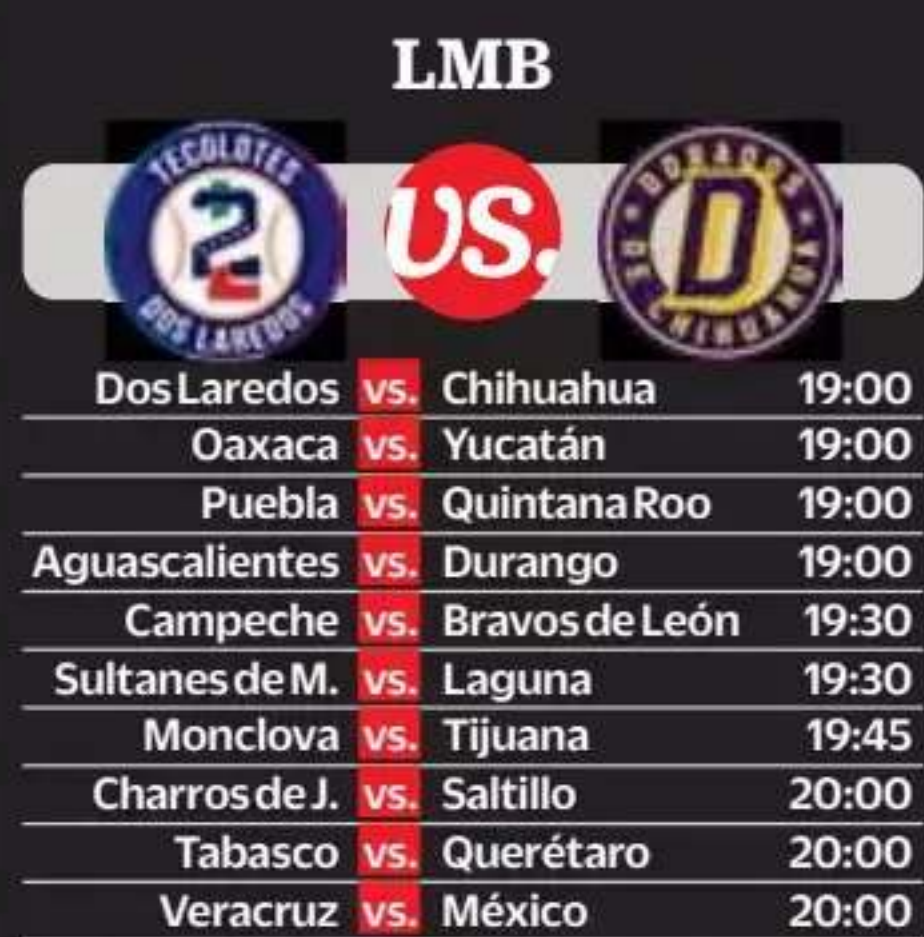 LMB
TECOLOTES
2
DOS LAREDOS
VS.
DORADOS
D
DE CHIHUAHUA
Dos Laredos vs. Chihuahua 19:00
Oaxaca vs. Yucatán 19:00
Puebla vs. Quintana Roo 19:00
Aguascalientes vs. Durango 19:00
Campeche vs. Bravos de León 19:30
Sultanes de M. vs. Laguna 19:30
Monclova vs. Tijuana 19:45
Charros de J. vs. Saltillo 20:00
Tabasco vs. Querétaro 20:00
Veracruz vs. México 20:00